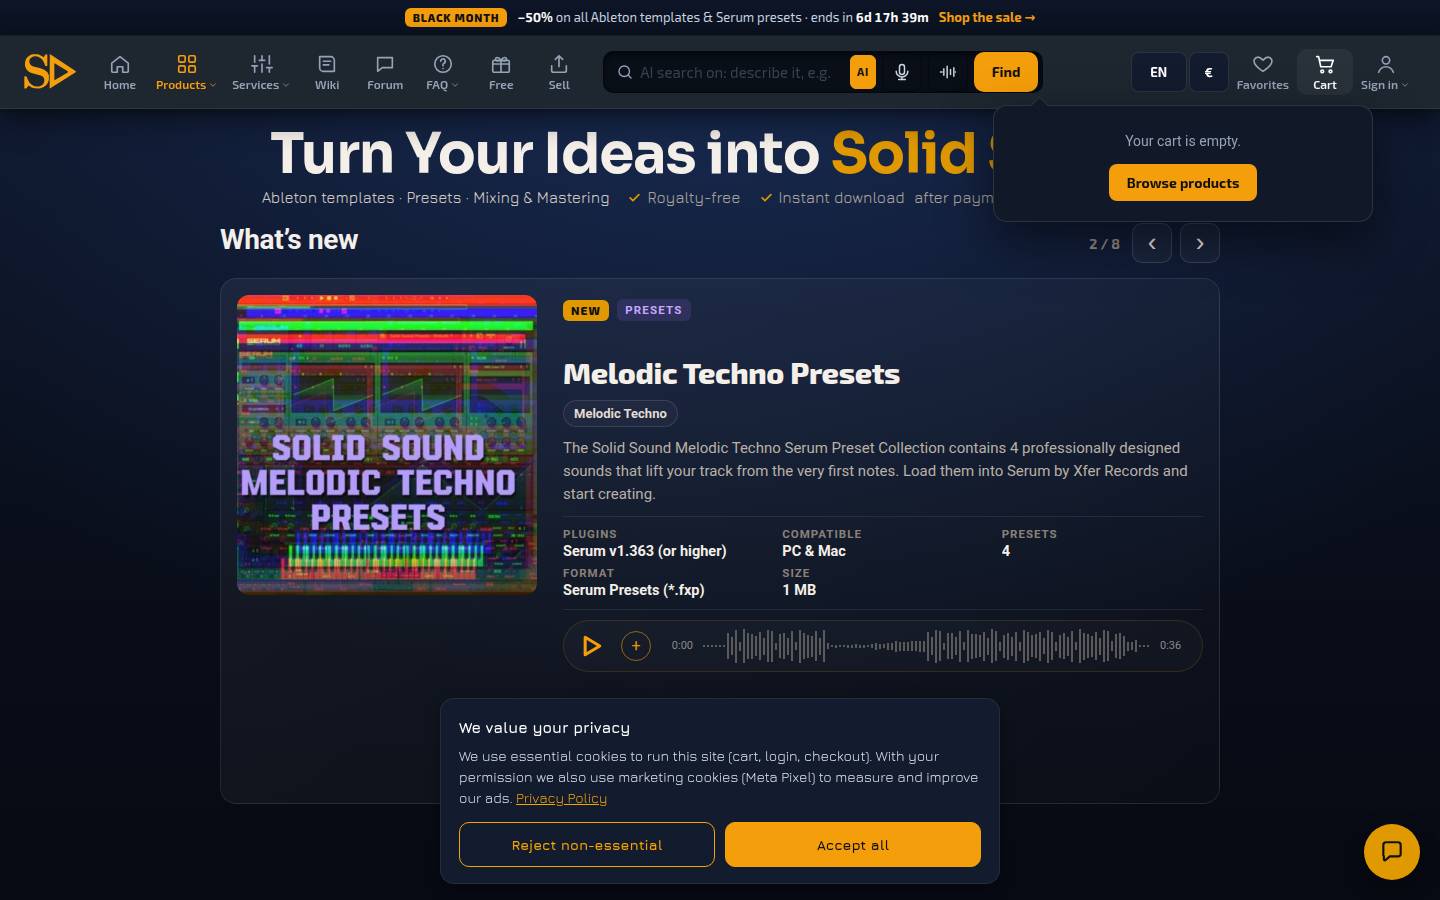 BLACK MONTH −50% on all Ableton templates & Serum presets · ends in 6d 17h 39m Shop the sale →
Home
Products
Services
Wiki
Forum
FAQ
Free
Sell
AI search on: describe it, e.g.
AI
Find
EN
€
Favorites
Cart
Sign in
Your cart is empty.
Browse products
Turn Your Ideas into Solid
Ableton templates · Presets · Mixing & Mastering
Royalty-free
Instant download after paym
What's new
2 / 8
NEW
PRESETS
SOLID SOUND
MELODIC TECHNO
PRESETS
Melodic Techno Presets
Melodic Techno
The Solid Sound Melodic Techno Serum Preset Collection contains 4 professionally designed
sounds that lift your track from the very first notes. Load them into Serum by Xfer Records and
start creating.
PLUGINS
Serum v1.363 (or higher)
COMPATIBLE
PC & Mac
PRESETS
4
FORMAT
Serum Presets (*.fxp)
SIZE
1 MB
0:00
0:36
We value your privacy
We use essential cookies to run this site (cart, login, checkout). With your
permission we also use marketing cookies (Meta Pixel) to measure and improve
our ads. Privacy Policy
Reject non-essential
Accept all